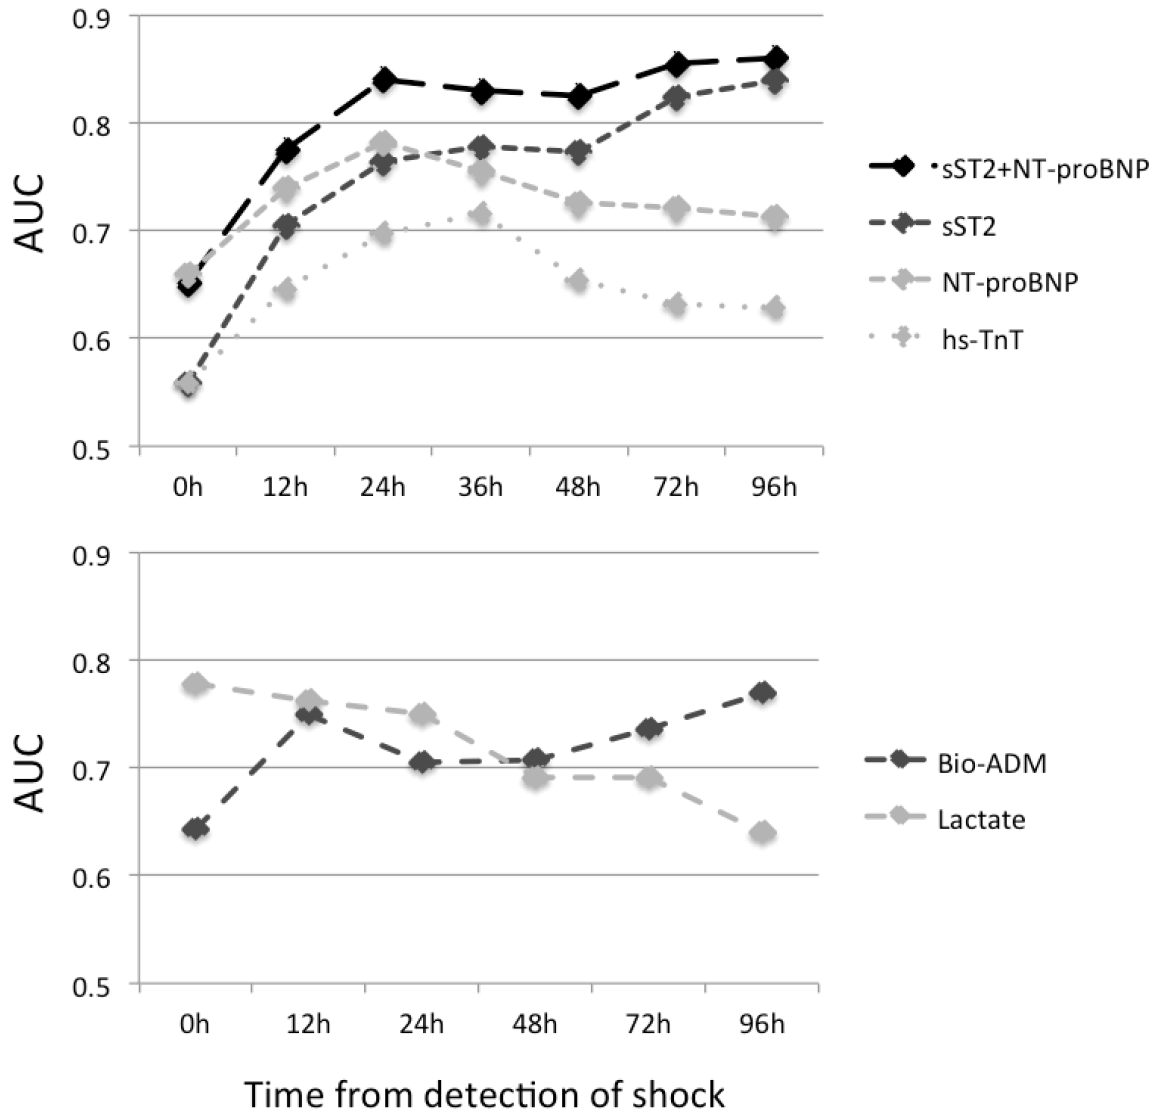 0.9
0.8
0.7
0.6
0.5
AUC
0h 12h 24h 36h 48h 72h 96h
sST2+NT-proBNP
sST2
NT-proBNP
hs-TnT
0.9
0.8
0.7
0.6
0.5
AUC
0h 12h 24h 48h 72h 96h
Bio-ADM
Lactate
Time from detection of shock